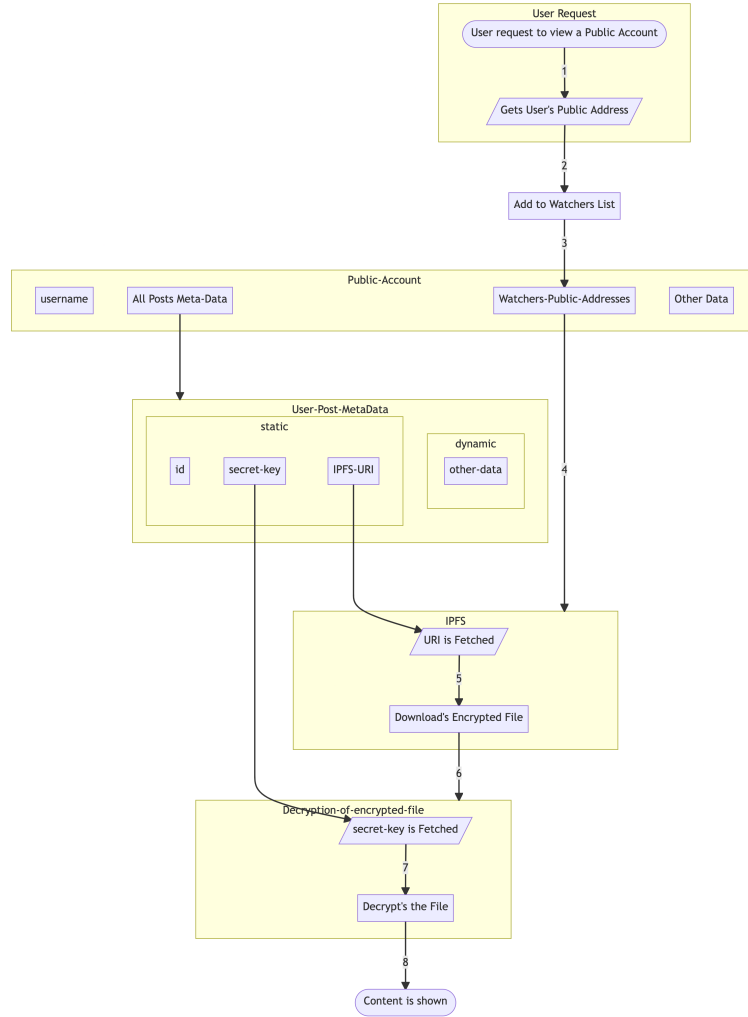 User Request
User request to view a Public Account
1
Gets User's Public Address
2
Add to Watchers List
3
Public-Account
username
All Posts Meta-Data
Watchers-Public-Addresses
Other Data
User-Post-MetaData
static
dynamic
id
secret-key
IPFS-URI
other-data
4
IPFS
URI is Fetched
5
Download's Encrypted File
6
Decryption-of-encrypted-file
secret-key is Fetched
7
Decrypt's the File
8
Content is shown